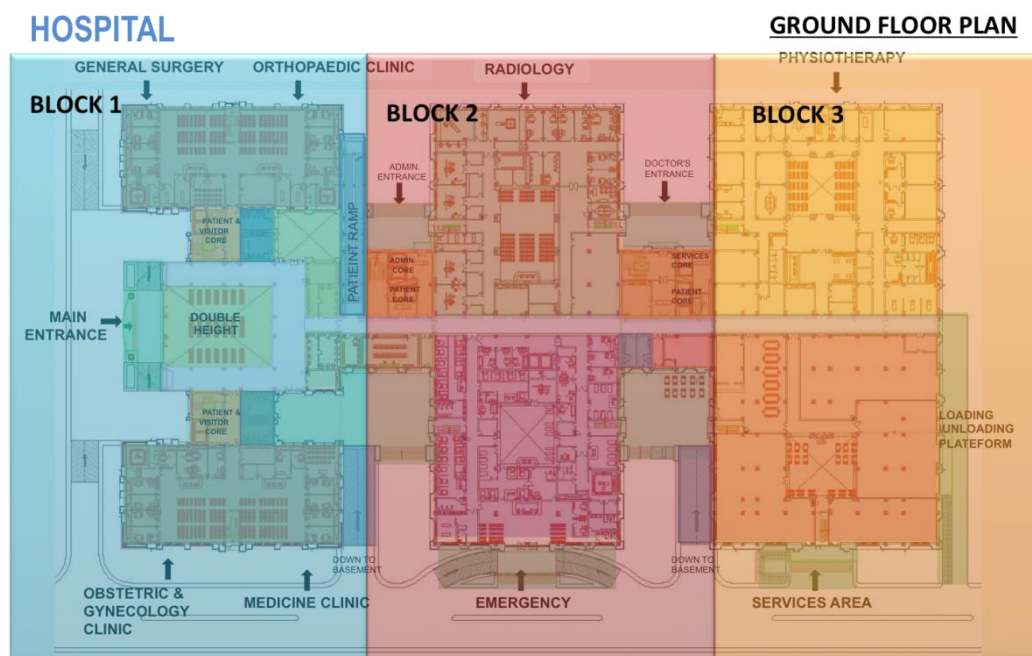 HOSPITAL
GROUND FLOOR PLAN
GENERAL SURGERY
ORTHOPAEDIC CLINIC
RADIOLOGY
PHYSIOTHERAPY
BLOCK 1
BLOCK 2
BLOCK 3
ADMIN.
ENTRANCE
DOCTOR'S
ENTRANCE
PATIENT &
VISITOR
CORE
PATIEINT RAMP
ADMIN
CORE
PATIENT
CORE
SERVICES
CORE
PATIENT
CORE
MAIN
ENTRANCE
DOUBLE
HEIGHT
PATIENT &
VISITOR
CORE
LOADING
\UNLOADING
PLATEFORM
DOWN TO
BASEMENT
DOWN TO
BASEMENT
OBSTETRIC &
GYNECOLOGY
CLINIC
MEDICINE CLINIC
EMERGENCY
SERVICES AREA